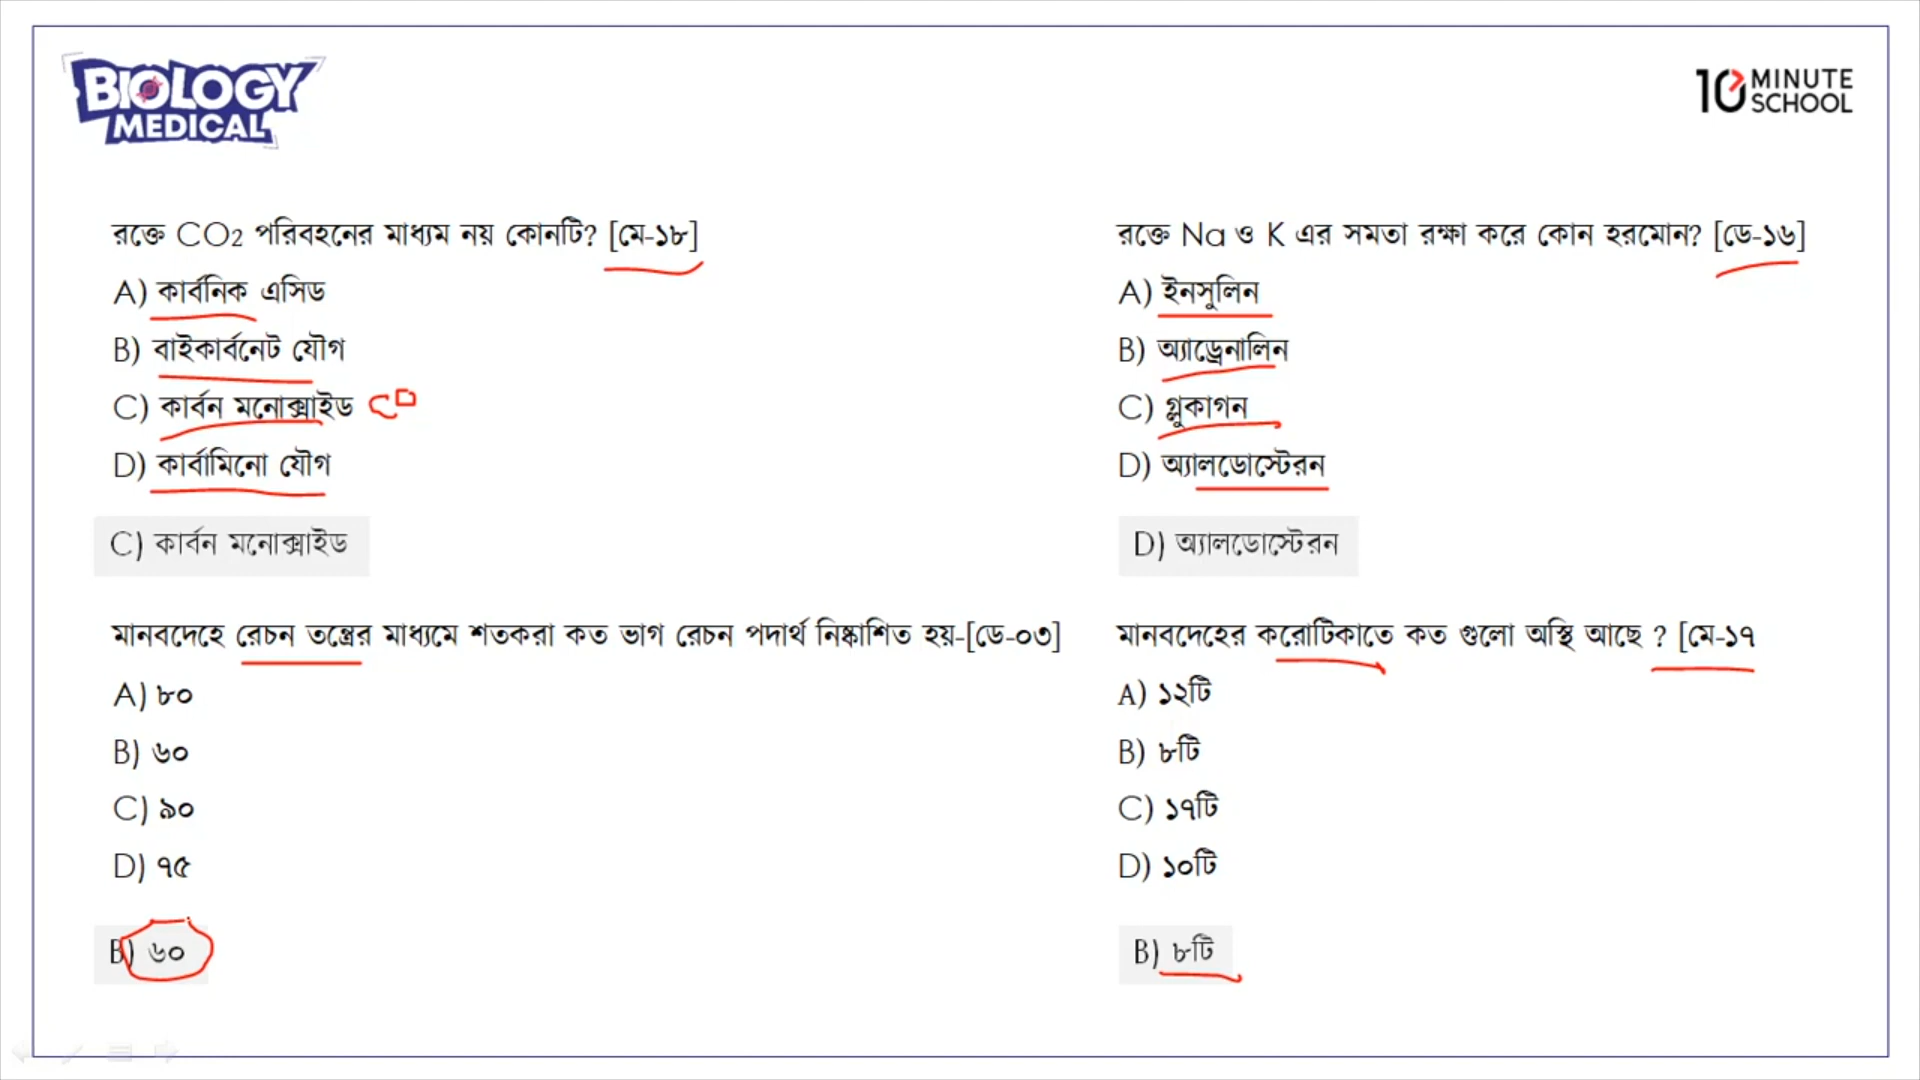 BIOLOGY
MEDICAL
10 MINUTE
SCHOOL
রক্তে CO2 পরিবহনের মাধ্যম নয় কোনটি? [মে-১৮]
A) কার্বনিক এসিড
B) বাইকার্বনেট যৌগ
C) কার্বন মনোক্সাইড CO
D) কার্বামিনো যৌগ
C) কার্বন মনোক্সাইড
রক্তে Na ও K এর সমতা রক্ষা করে কোন হরমোন? [ডে-১৬]
A) ইনসুলিন
B) অ্যাড্রেনালিন
C) গ্লুকাগন
D) অ্যালডোস্টেরন
D) অ্যালডোস্টেরন
মানবদেহে রেচন তন্ত্রের মাধ্যমে শতকরা কত ভাগ রেচন পদার্থ নিষ্কাশিত হয়-[ডে-০৩]
A) ৮০
B) ৬০
C) ৯০
D) ৭৫
B) ৬০
মানবদেহের করোটিকাতে কত গুলো অস্থি আছে ? [মে-১৭
A) ১২টি
B) ৮টি
C) ১৭টি
D) ১০টি
B) ৮টি